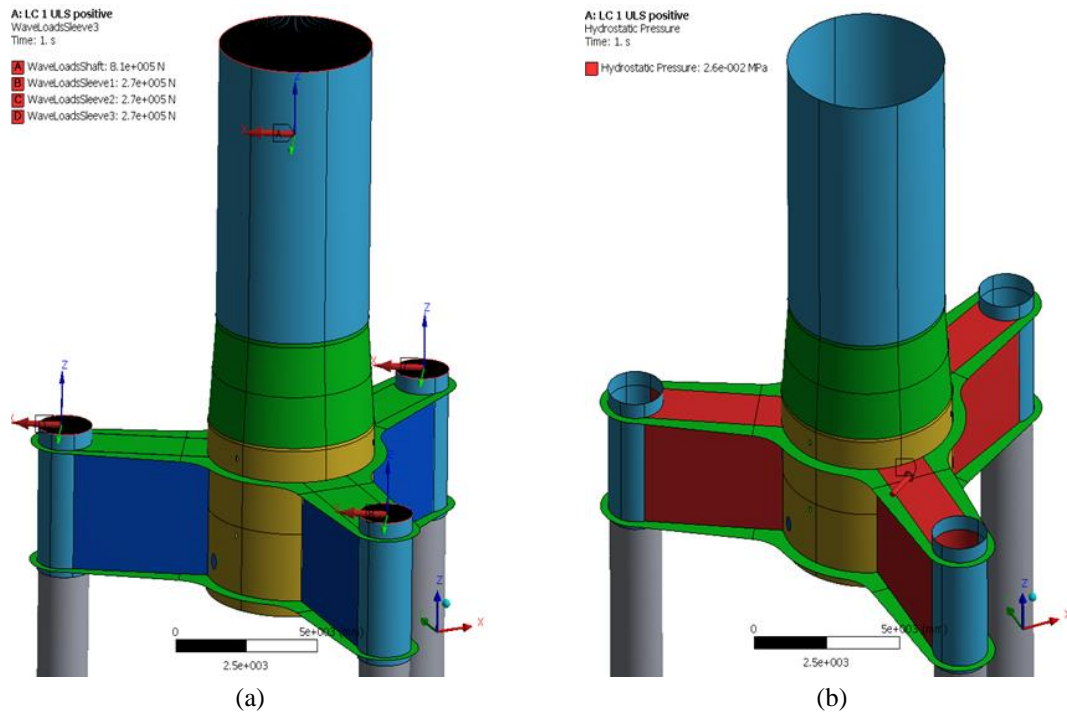 A: LC 1 ULS positive
WaveLoadsSleeve3
Time: 1. s
A WaveLoadsShaft: 8.1e+005 N
B WaveLoadsSleeve1: 2.7e+005 N
C WaveLoadsSleeve2: 2.7e+005 N
D WaveLoadsSleeve3: 2.7e+005 N
Z
A
Z
Z
Z
Z
X
0
5e+003 (mm)
2.5e+003
(a)
A: LC 1 ULS positive
Hydrostatic Pressure
Time: 1. s
Hydrostatic Pressure: 2.6e-002 MPa
Z
X
0
5e+003 (mm)
2.5e+003
(b)